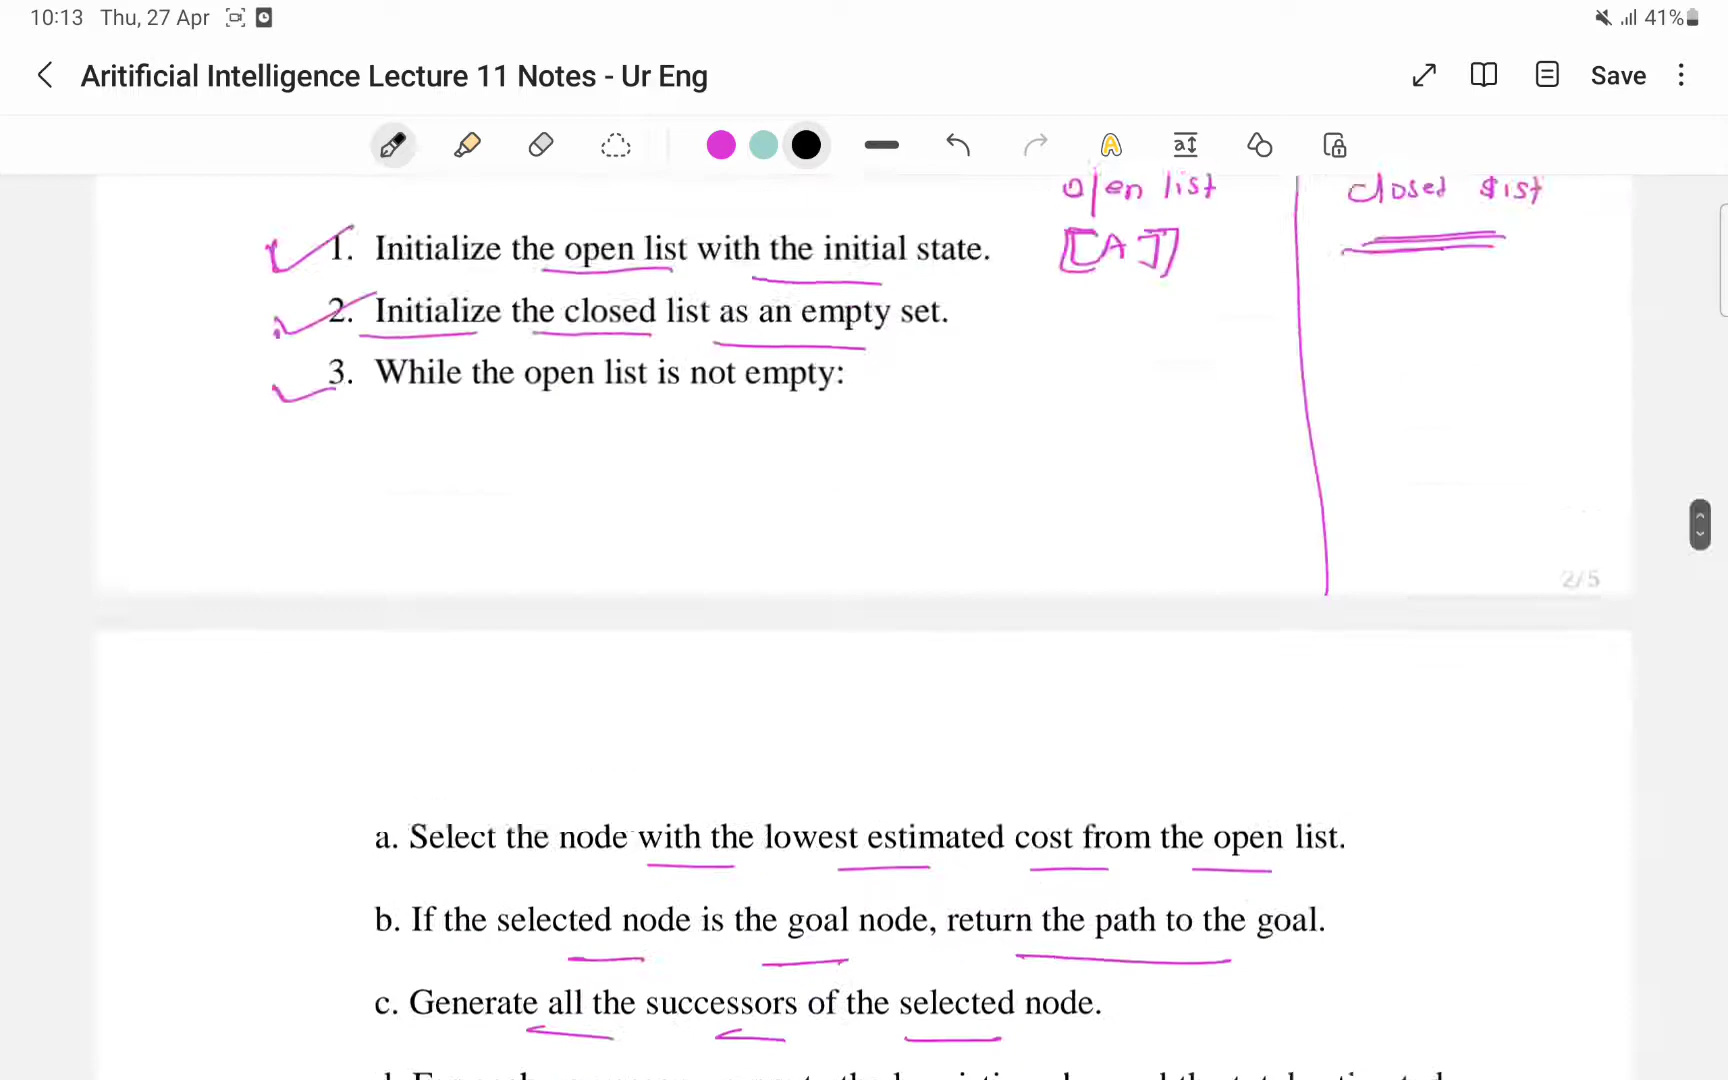 10:13 Thu, 27 Apr
41%
Aritificial Intelligence Lecture 11 Notes - Ur Eng
Save
open list
closed list
1. Initialize the open list with the initial state.
[A]
2. Initialize the closed list as an empty set.
3. While the open list is not empty:
2/5
a. Select the node with the lowest estimated cost from the open list.
b. If the selected node is the goal node, return the path to the goal.
c. Generate all the successors of the selected node.